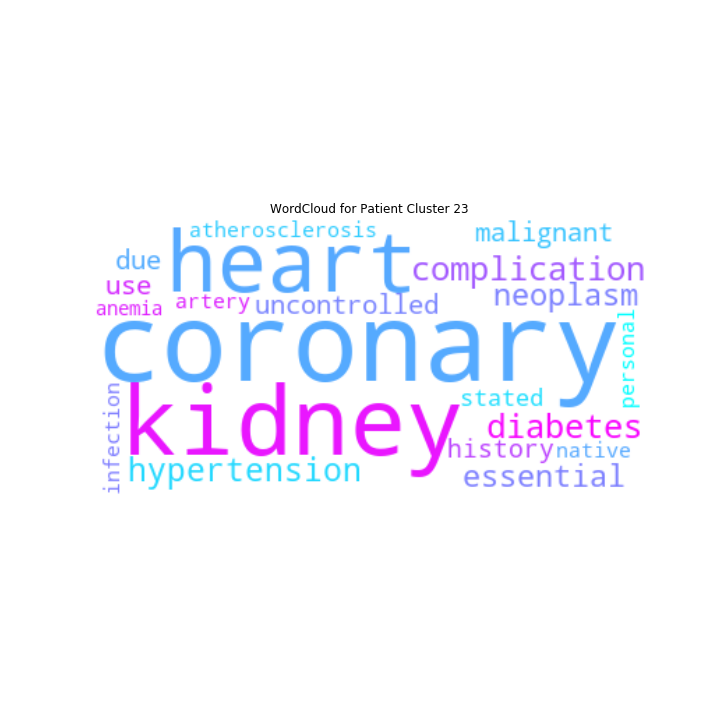 WordCloud for Patient Cluster 23
atherosclerosis
malignant
heart
due
complication
use
neoplasm
anemia
artery
uncontrolled
coronary
personal
kidney
stated
infection
diabetes
history
native
hypertension
essential